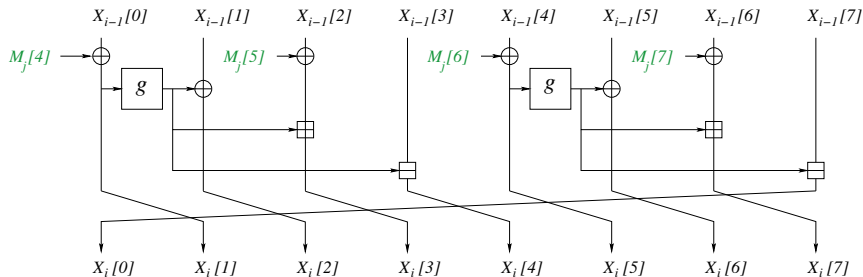 X_{i-1}[0] X_{i-1}[1] X_{i-1}[2] X_{i-1}[3] X_{i-1}[4] X_{i-1}[5] X_{i-1}[6] X_{i-1}[7]
M_j[4] M_j[5] M_j[6] M_j[7]
g g
X_i[0] X_i[1] X_i[2] X_i[3] X_i[4] X_i[5] X_i[6] X_i[7]